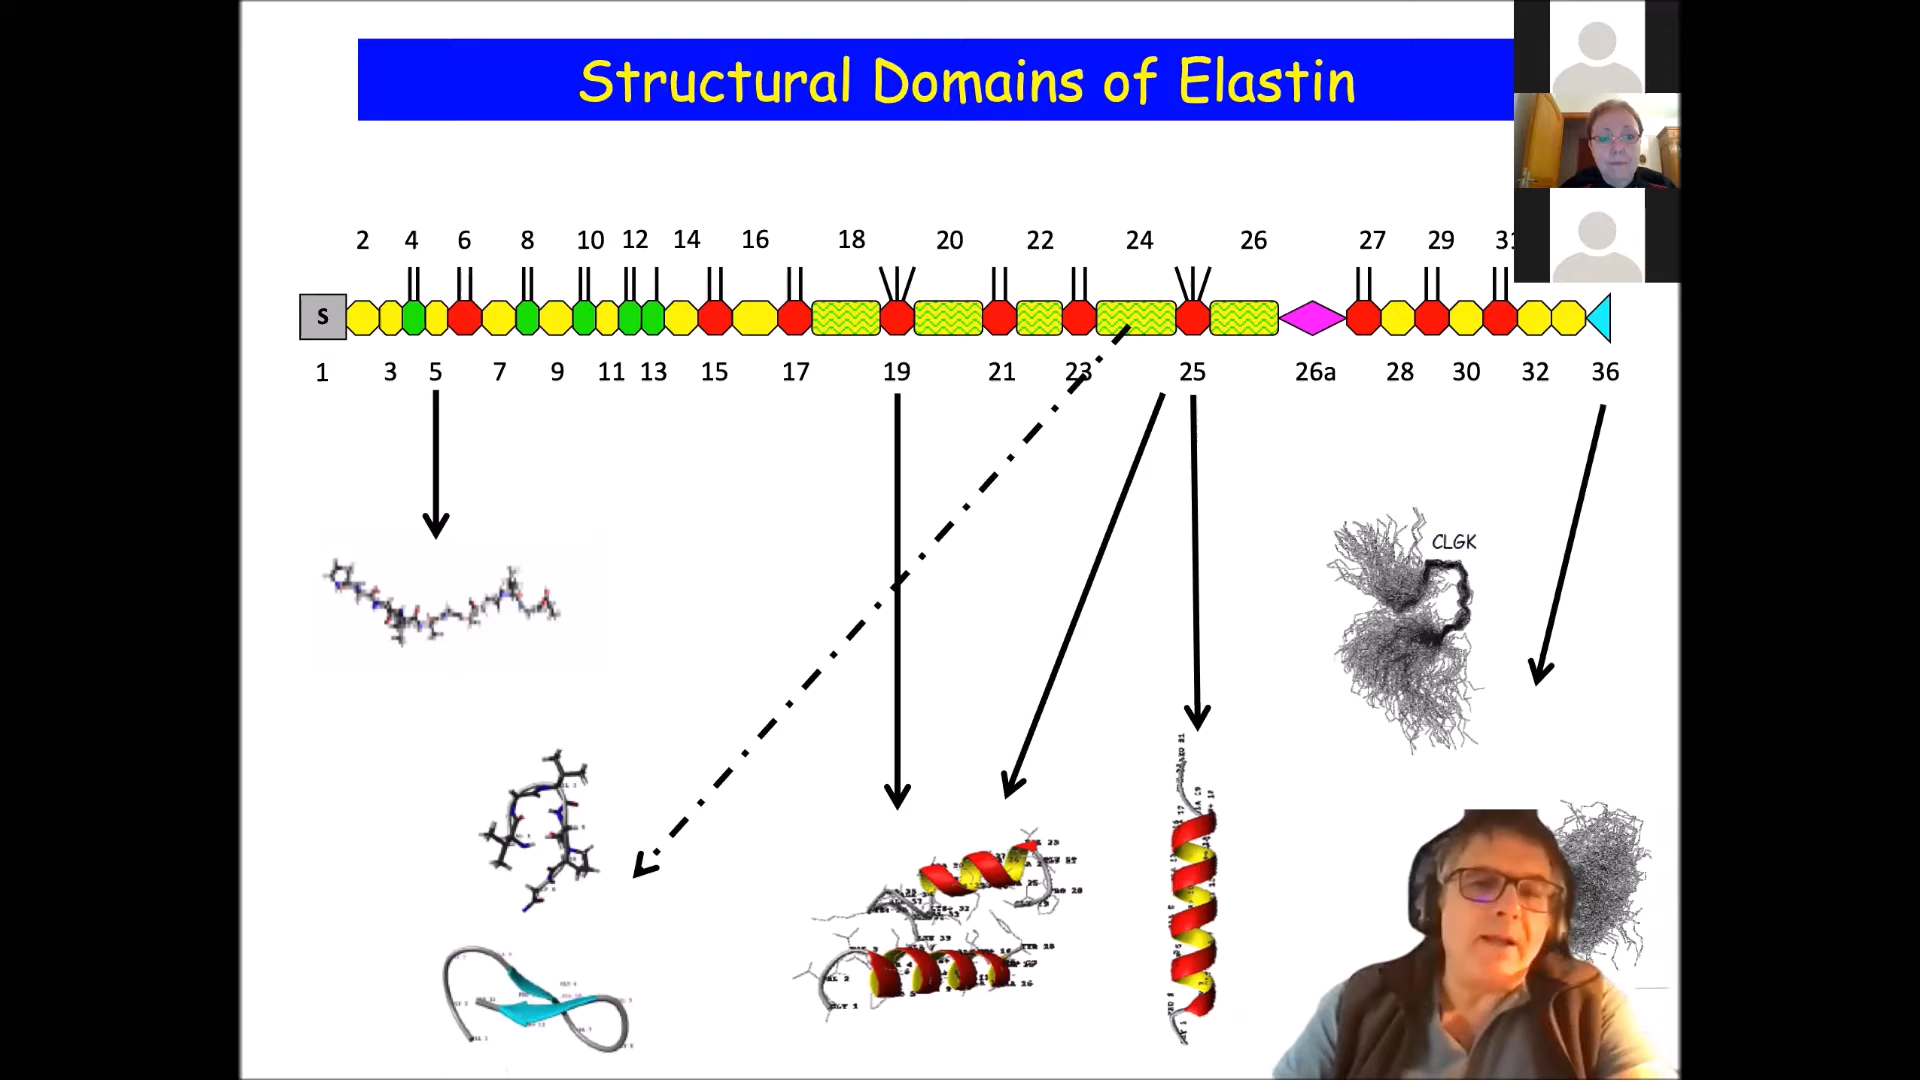 Structural Domains of Elastin
2 4 6 8 10 12 14 16 18 20 22 24 26 27 29
S
1 3 5 7 9 11 13 15 17 19 21 23 25 26a 28 30 32 36
CLGK